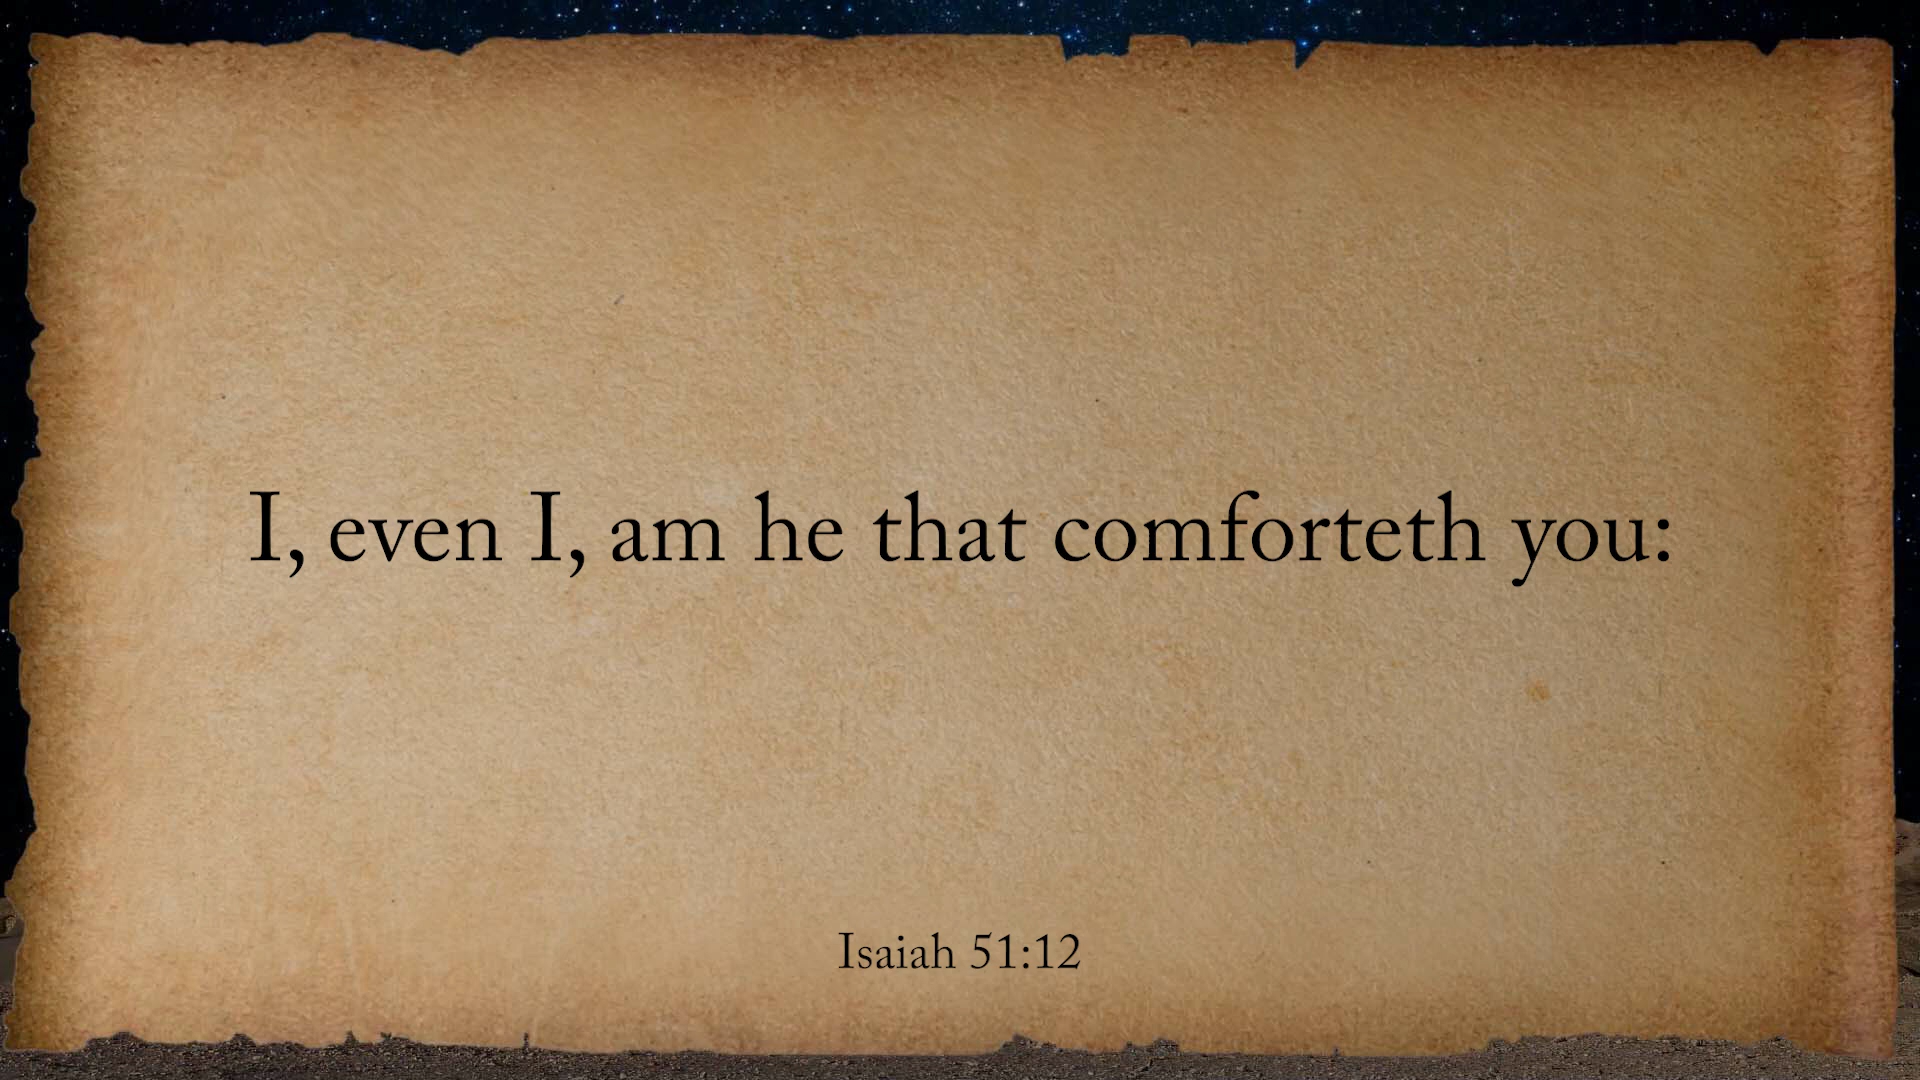 I, even I, am he that comforteth you:
Isaiah 51:12